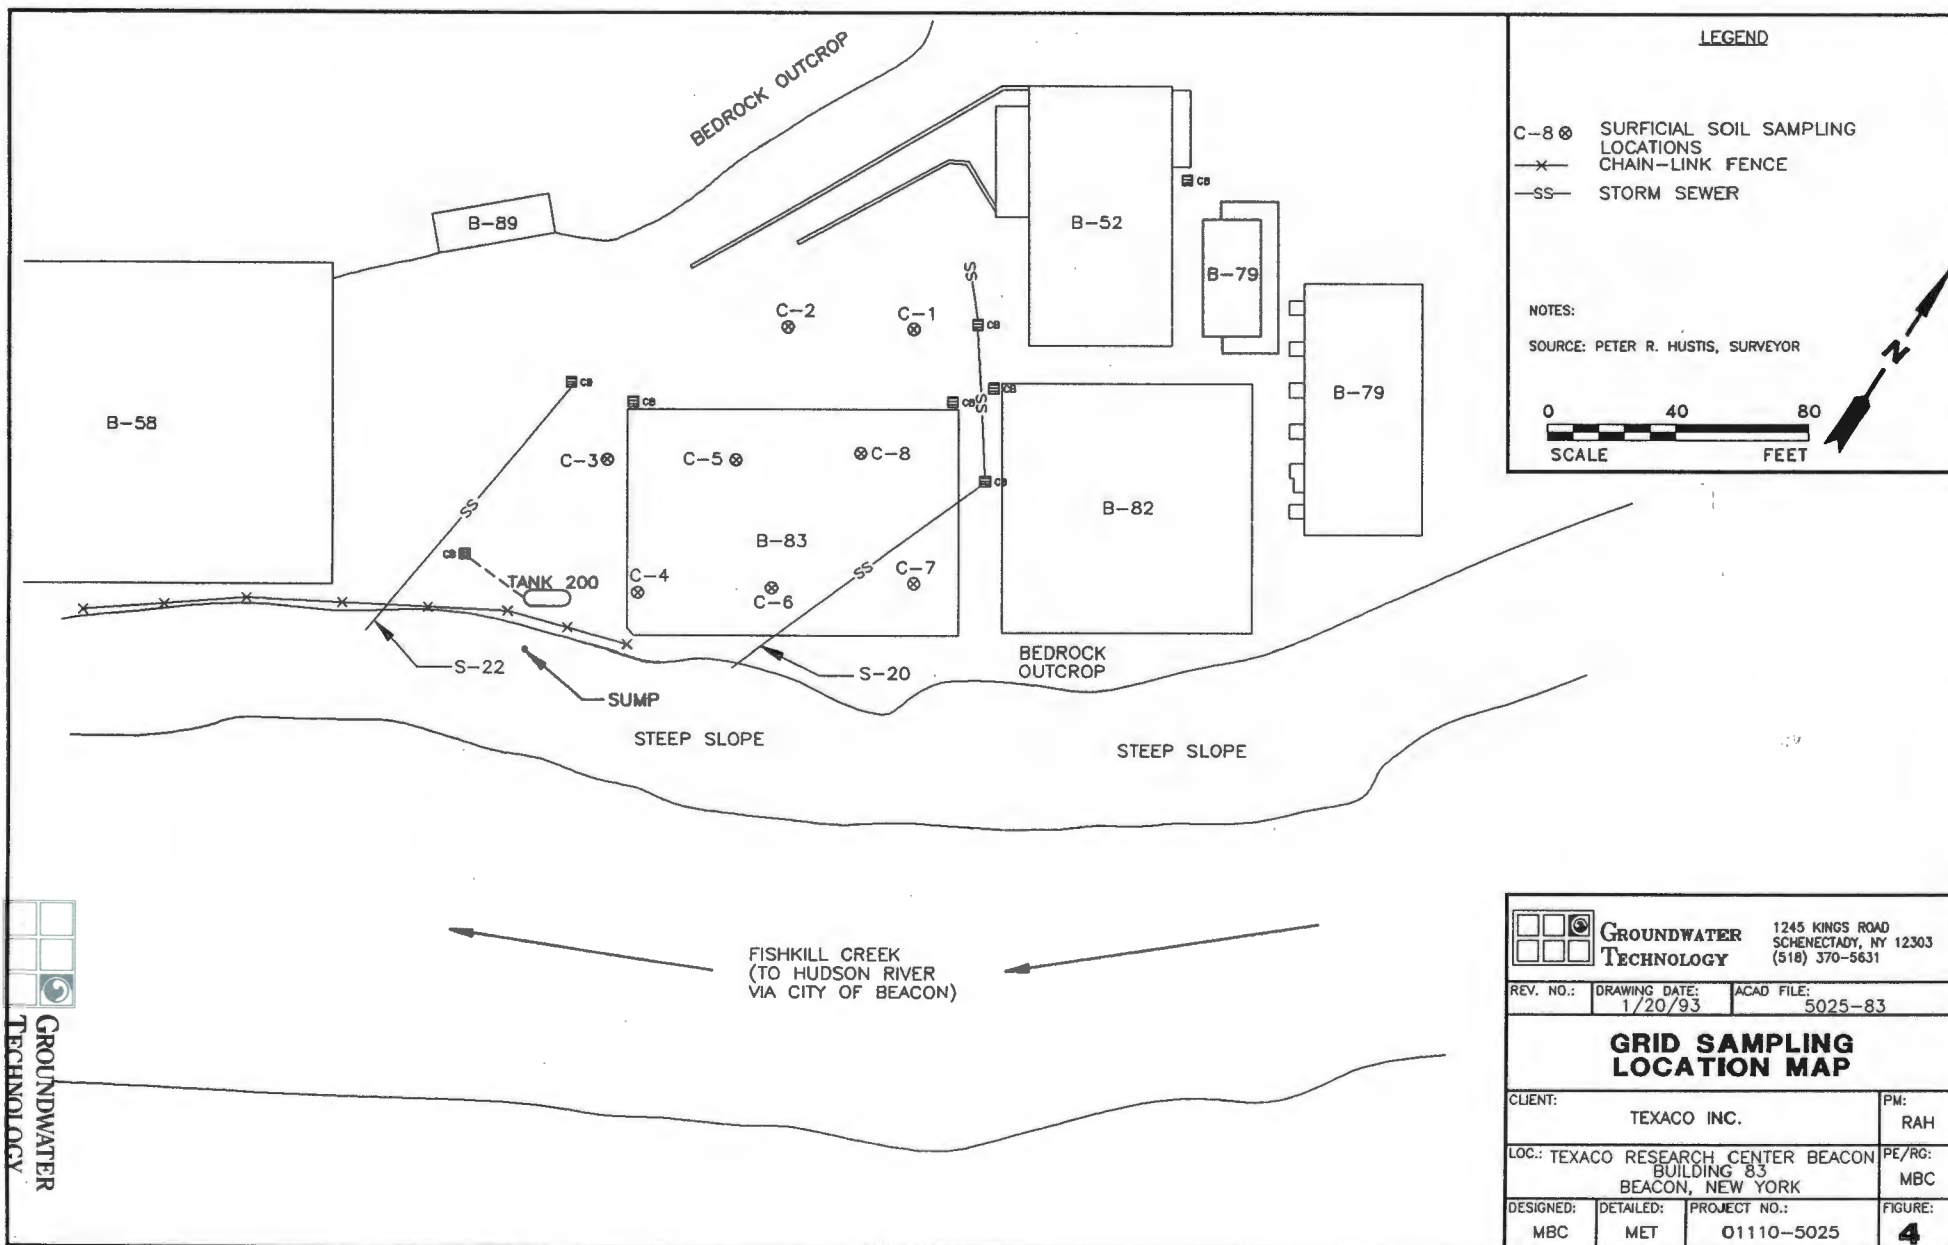 BEDROCK OUTCROP
B-89
B-52
CB
B-79
SS
C-2
C-1
CB
B-79
CB
CB
CB
CB
SS
B-58
C-3
C-5
C-8
CB
SS
B-82
B-83
SS
CB
TANK 200
C-4
C-6
C-7
S-22
SUMP
S-20
BEDROCK
OUTCROP
STEEP SLOPE
STEEP SLOPE
FISHKILL CREEK
(TO HUDSON RIVER
VIA CITY OF BEACON)
LEGEND
C-8 SURFICIAL SOIL SAMPLING
LOCATIONS
CHAIN-LINK FENCE
SS STORM SEWER
NOTES:
SOURCE: PETER R. HUSTIS, SURVEYOR
N
0 40 80
SCALE FEET
GROUNDWATER
TECHNOLOGY
GROUNDWATER
TECHNOLOGY
1245 KINGS ROAD
SCHENECTADY, NY 12303
(518) 370-5631
REV. NO.:
DRAWING DATE:
1/20/93
ACAD FILE:
5025-83
GRID SAMPLING
LOCATION MAP
CLIENT:
TEXACO INC.
PM:
RAH
LOC.: TEXACO RESEARCH CENTER BEACON
BUILDING 83
BEACON, NEW YORK
PE/RG:
MBC
DESIGNED:
MBC
DETAILED:
MET
PROJECT NO.:
01110-5025
FIGURE:
4